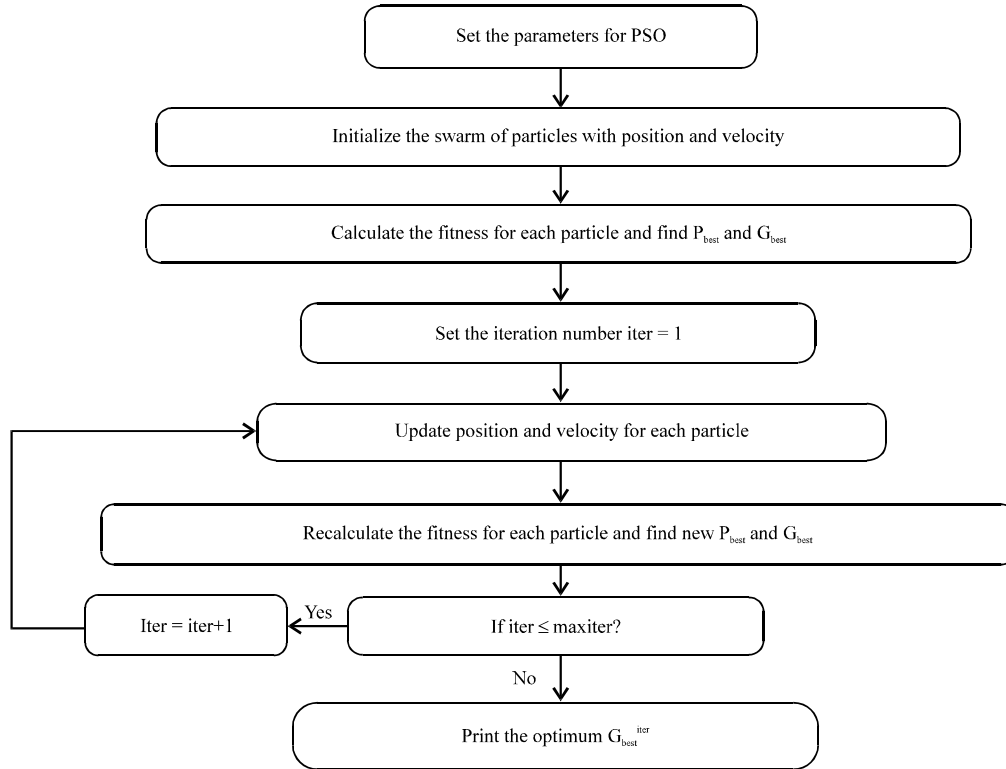 Set the parameters for PSO
Initialize the swarm of particles with position and velocity
Calculate the fitness for each particle and find Pbest and Gbest
Set the iteration number iter = 1
Update position and velocity for each particle
Recalculate the fitness for each particle and find new Pbest and Gbest
If iter ≤ maxiter?
Yes
Iter = iter+1
No
Print the optimum Gbest^iter